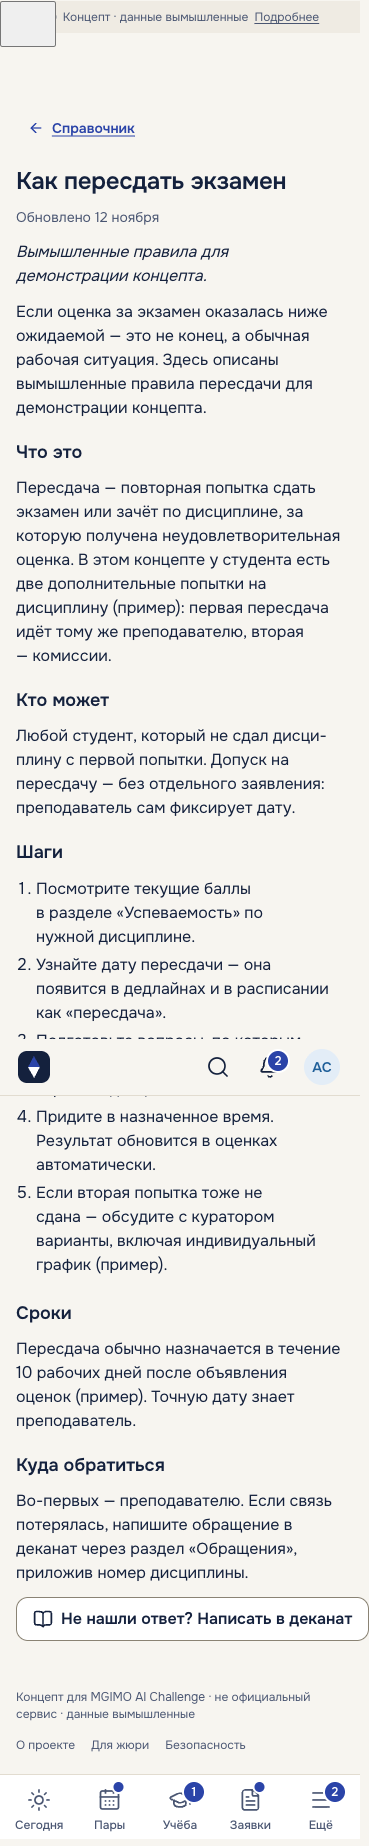 Концепт · данные вымышленные Подробнее
Справочник
Как пересдать экзамен
Обновлено 12 ноября
Вымышленные правила для
демонстрации концепта.
Если оценка за экзамен оказалась ниже
ожидаемой — это не конец, а обычная
рабочая ситуация. Здесь описаны
вымышленные правила пересдачи для
демонстрации концепта.
Что это
Пересдача — повторная попытка сдать
экзамен или зачёт по дисциплине, за
которую получена неудовлетворительная
оценка. В этом концепте у студента есть
две дополнительные попытки на
дисциплину (пример): первая пересдача
идёт тому же преподавателю, вторая
— комиссии.
Кто может
Любой студент, который не сдал дисци-
плину с первой попытки. Допуск на
пересдачу — без отдельного заявления:
преподаватель сам фиксирует дату.
Шаги
1. Посмотрите текущие баллы
в разделе «Успеваемость» по
нужной дисциплине.
2. Узнайте дату пересдачи — она
появится в дедлайнах и в расписании
как «пересдача».
2
АС
4. Придите в назначенное время.
Результат обновится в оценках
автоматически.
5. Если вторая попытка тоже не
сдана — обсудите с куратором
варианты, включая индивидуальный
график (пример).
Сроки
Пересдача обычно назначается в течение
10 рабочих дней после объявления
оценок (пример). Точную дату знает
преподаватель.
Куда обратиться
Во-первых — преподавателю. Если связь
потерялась, напишите обращение в
деканат через раздел «Обращения»,
приложив номер дисциплины.
Не нашли ответ? Написать в деканат
Концепт для MGIMO AI Challenge · не официальный
сервис · данные вымышленные
О проекте Для жюри Безопасность
1 2
Сегодня Пары Учёба Заявки Ещё